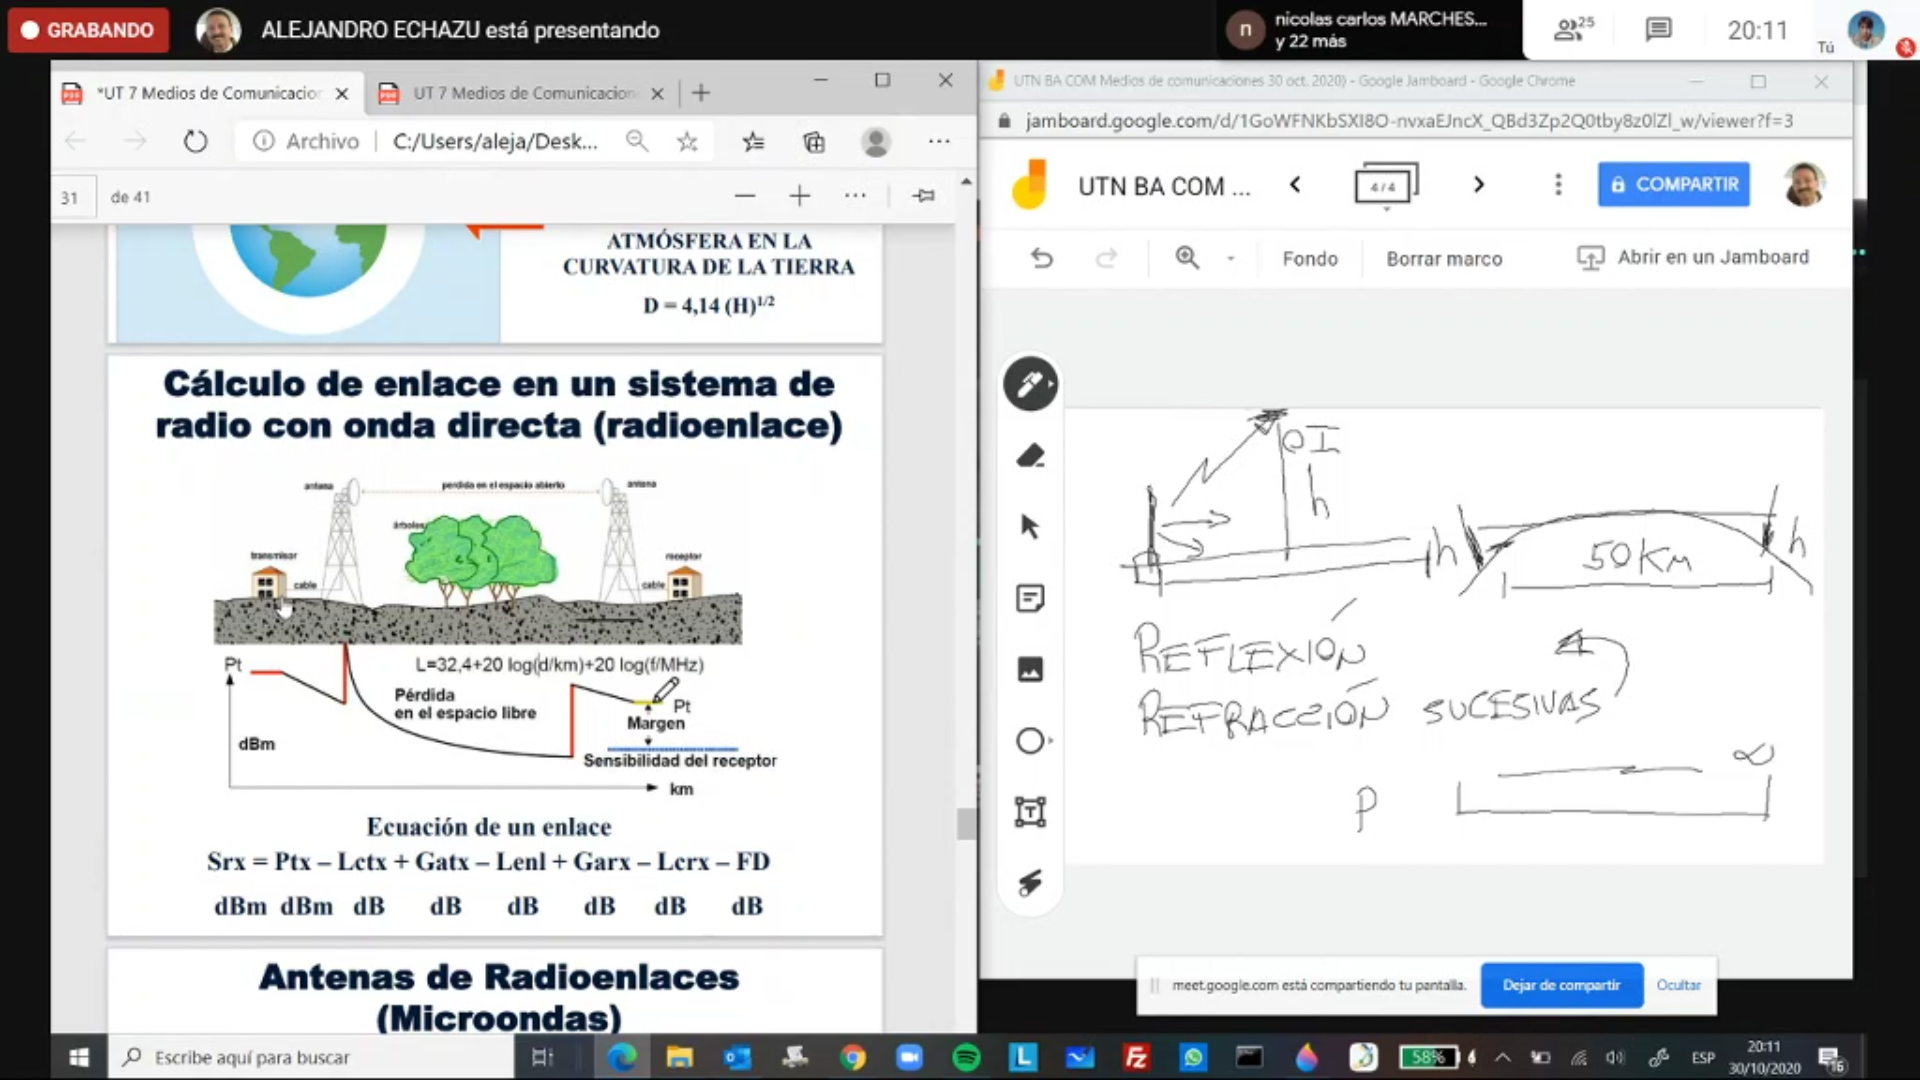 GRABANDO
ALEJANDRO ECHAZU está presentando
n
nicolas carlos MARCHES...
y 22 más
25
20:11
Tú
*UT 7 Medios de Comunicacion
UT 7 Medios de Comunicacion
Archivo
C:/Users/aleja/Desk...
31
de 41
ATMÓSFERA EN LA
CURVATURA DE LA TIERRA
D = 4,14 (H)1/2
Cálculo de enlace en un sistema de
radio con onda directa (radioenlace)
antena
perdida en el espacio abierto
antena
árboles
transmisor
cable
receptor
cable
Pt
L=32,4+20 log(d/km)+20 log(f/MHz)
Pérdida
en el espacio libre
Pt
Margen
dBm
Sensibilidad del receptor
km
Ecuación de un enlace
Srx = Ptx – Lctx + Gatx – Lenl + Garx – Lcrx – FD
dBm dBm dB dB dB dB dB dB
Antenas de Radioenlaces
(Microondas)
UTN BA COM Medios de comunicaciones 30 oct. 2020) - Google Jamboard - Google Chrome
jamboard.google.com/d/1GoWFNKbSXI8O-nvxaEJncX_QBd3Zp2Q0tby8z0lZl_w/viewer?f=3
UTN BA COM ...
4 / 4
COMPARTIR
Fondo
Borrar marco
Abrir en un Jamboard
h
h
50 Km
h
REFLEXIÓN
REFRACCIÓN SUCESIVAS
P
∞
meet.google.com está compartiendo tu pantalla.
Dejar de compartir
Ocultar
Escribe aquí para buscar
58%
ESP
20:11
30/10/2020
16